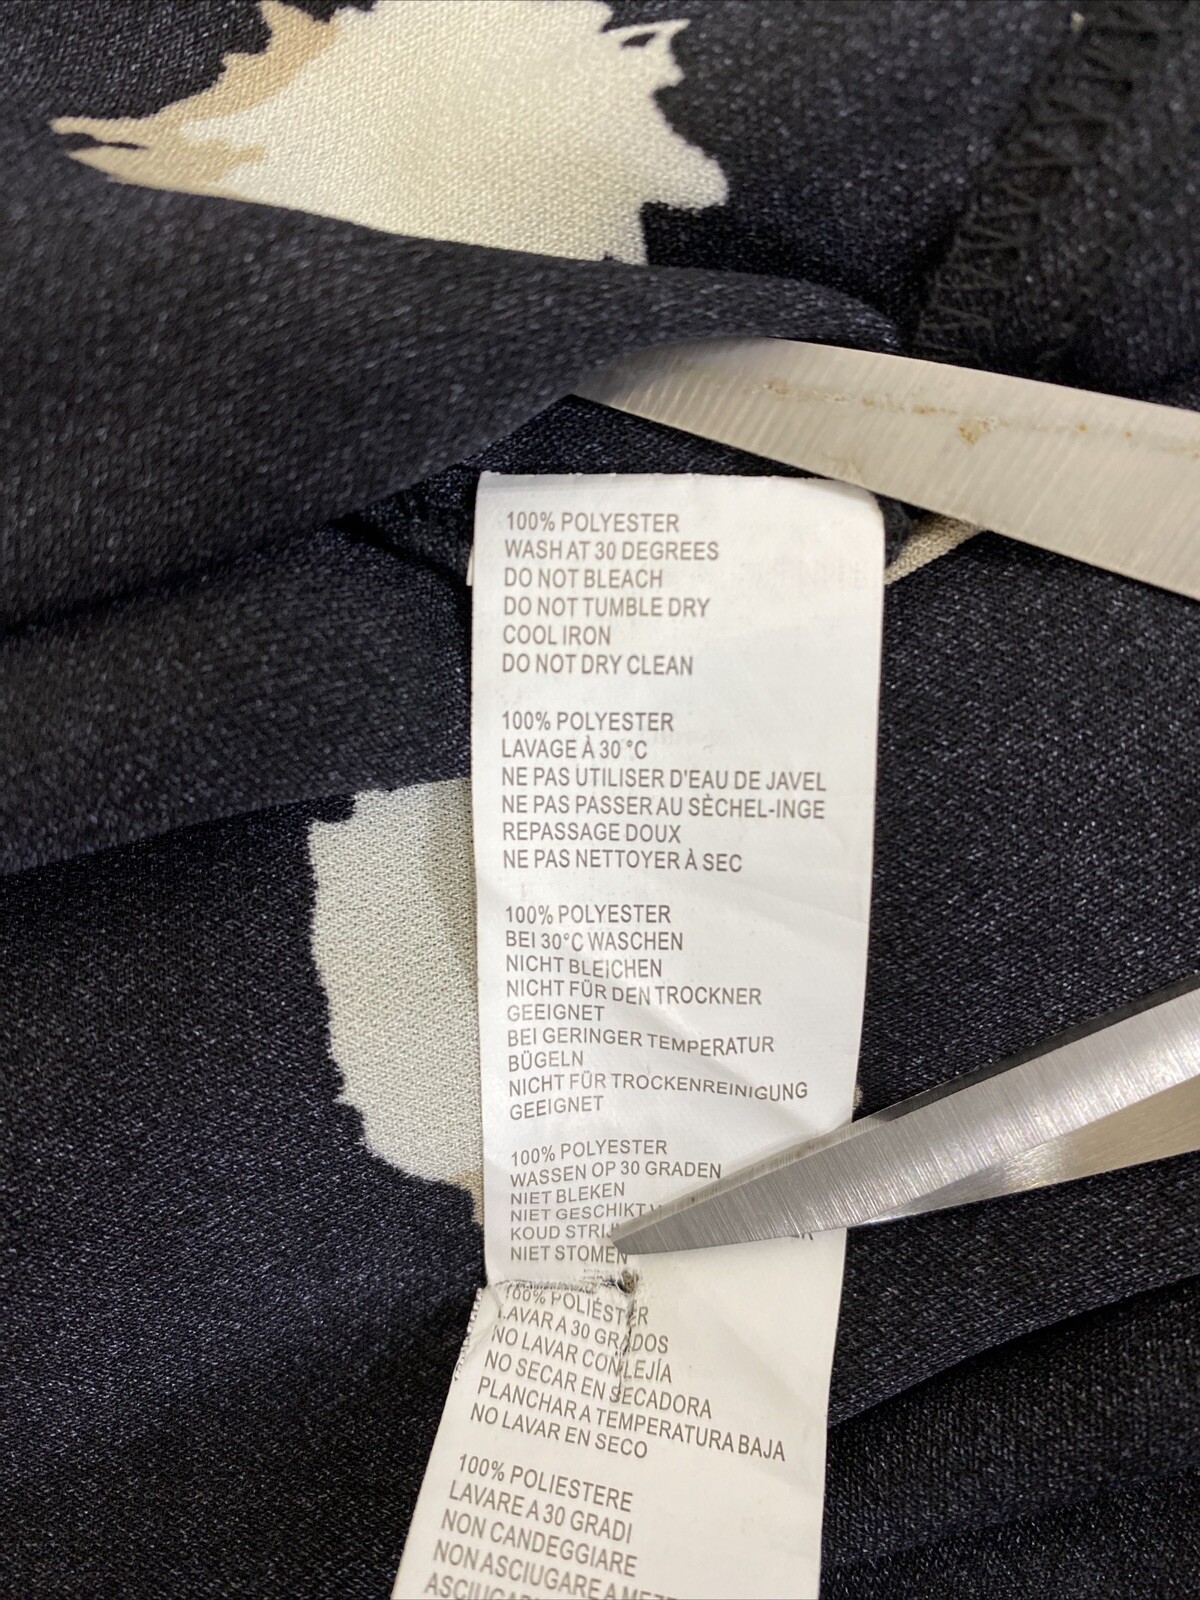 100% POLYESTER
WASH AT 30 DEGREES
DO NOT BLEACH
DO NOT TUMBLE DRY
COOL IRON
DO NOT DRY CLEAN
100% POLYESTER
LAVAGE À 30 °C
NE PAS UTILISER D'EAU DE JAVEL
NE PAS PASSER AU SÈCHEL-INGE
REPASSAGE DOUX
NE PAS NETTOYER À SEC
100% POLYESTER
BEI 30°C WASCHEN
NICHT BLEICHEN
NICHT FÜR DEN TROCKNER
GEEIGNET
BEI GERINGER TEMPERATUR
BÜGELN
NICHT FÜR TROCKENREINIGUNG
GEEIGNET
100% POLYESTER
WASSEN OP 30 GRADEN
NIET BLEKEN
NIET GESCHIKT
KOUD
NIET STOMEN
100% POLIÉSTER
LAVAR A 30 GRADOS
NO LAVAR CON LEJÍA
NO SECAR EN SECADORA
PLANCHAR A TEMPERATURA BAJA
NO LAVAR EN SECO
100% POLIESTERE
LAVARE A 30 GRADI
NON CANDEGGIARE
NON ASCIUGARE A